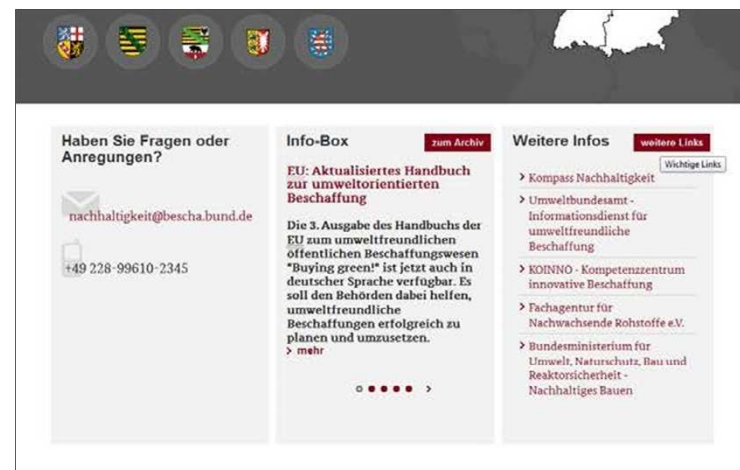 Haben Sie Fragen oder
Anregungen?
nachhaltigkeit@bescha.bund.de
+49 228-99610-2345
Info-Box
zum Archiv
EU: Aktualisiertes Handbuch
zur umweltorientierten
Beschaffung
Die 3. Ausgabe des Handbuchs der
EU zum umweltfreundlichen
öffentlichen Beschaffungswesen
"Buying green!" ist jetzt auch in
deutscher Sprache verfügbar. Es
soll den Behörden dabei helfen,
umweltfreundliche
Beschaffungen erfolgreich zu
planen und umzusetzen.
> mehr
Weitere Infos
weitere Links
Wichtige Links
> Kompass Nachhaltigkeit
> Umweltbundesamt -
Informationsdienst für
umweltfreundliche
Beschaffung
> KOINNO - Kompetenzzentrum
innovative Beschaffung
> Fachagentur für
Nachwachsende Rohstoffe e.V.
> Bundesministerium für
Umwelt, Naturschutz, Bau und
Reaktorsicherheit -
Nachhaltiges Bauen